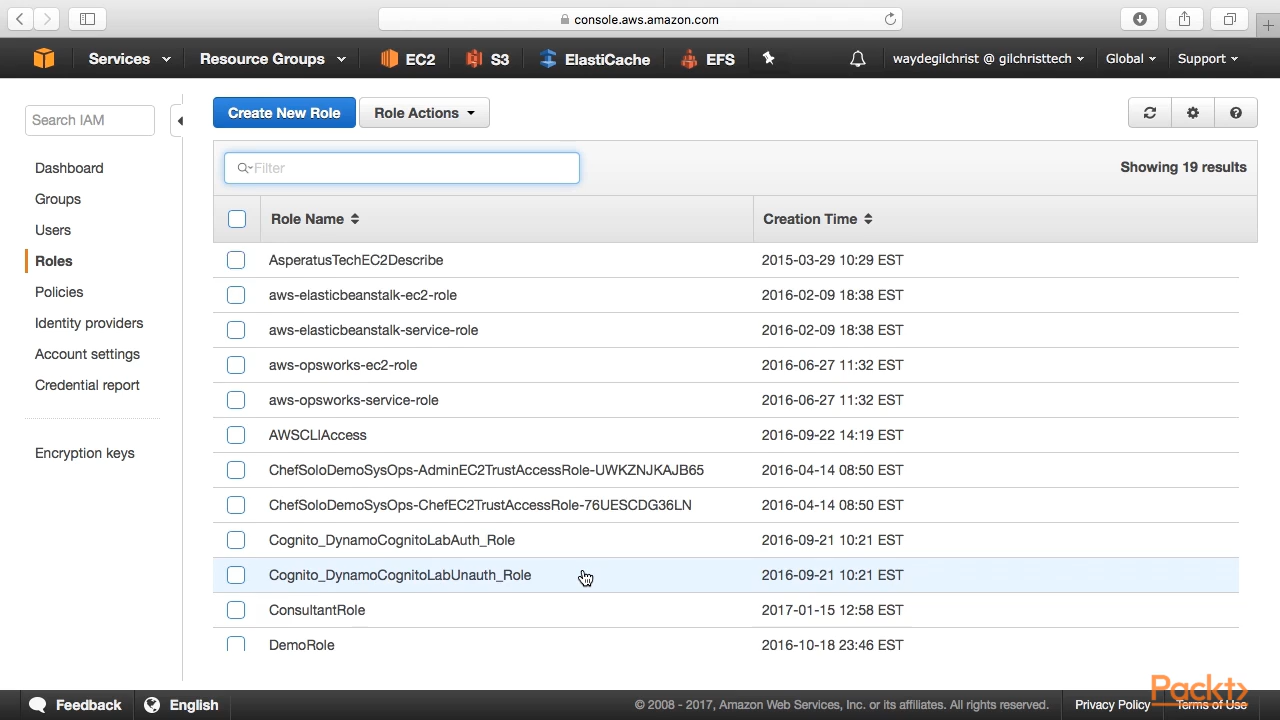 console.aws.amazon.com
Services Resource Groups EC2 S3 ElastiCache EFS waydegilchrist @ gilchristtech Global Support
Search IAM
Dashboard
Groups
Users
Roles
Policies
Identity providers
Account settings
Credential report
Encryption keys
Create New Role Role Actions
Filter Showing 19 results
Role Name Creation Time
AsperatusTechEC2Describe 2015-03-29 10:29 EST
aws-elasticbeanstalk-ec2-role 2016-02-09 18:38 EST
aws-elasticbeanstalk-service-role 2016-02-09 18:38 EST
aws-opsworks-ec2-role 2016-06-27 11:32 EST
aws-opsworks-service-role 2016-06-27 11:32 EST
AWSCLIAccess 2016-09-22 14:19 EST
ChefSoloDemoSysOps-AdminEC2TrustAccessRole-UWKZNJKAJB65 2016-04-14 08:50 EST
ChefSoloDemoSysOps-ChefEC2TrustAccessRole-76UESCDG36LN 2016-04-14 08:50 EST
Cognito_DynamoCognitoLabAuth_Role 2016-09-21 10:21 EST
Cognito_DynamoCognitoLabUnauth_Role 2016-09-21 10:21 EST
ConsultantRole 2017-01-15 12:58 EST
DemoRole 2016-10-18 23:46 EST
Packt>
Feedback English © 2008 - 2017, Amazon Web Services, Inc. or its affiliates. All rights reserved. Privacy Policy Terms of Use